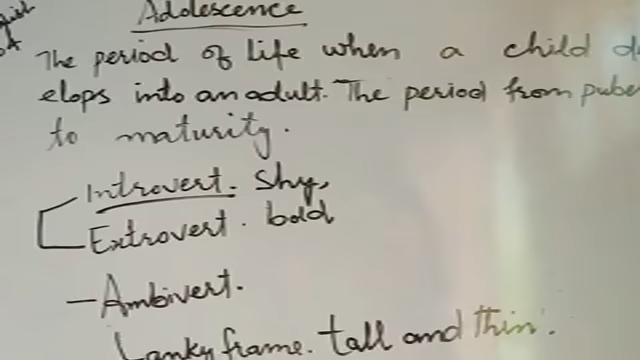 Adolescence
The period of life when a child d
elops into an adult. The period from pube
to maturity.
Introvert. Shy,
Extrovert. bold
- Ambivert.
Lanky frame. tall and thin.